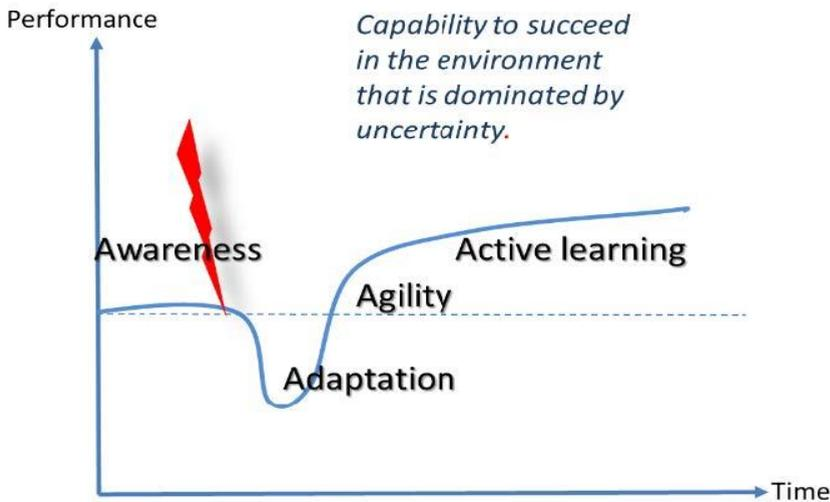 Performance
Capability to succeed
in the environment
that is dominated by
uncertainty.
Awareness
Active learning
Agility
Adaptation
Time